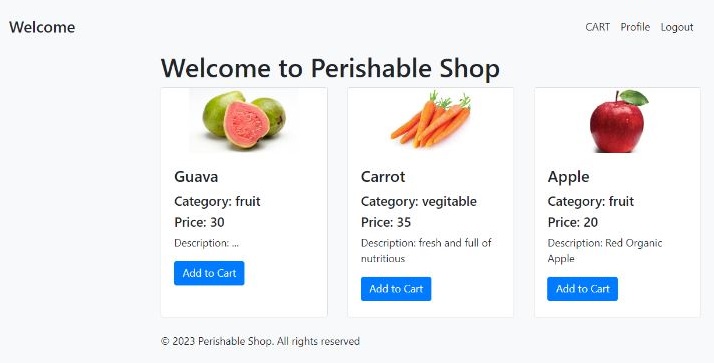 Welcome
CART Profile Logout
Welcome to Perishable Shop
Guava
Category: fruit
Price: 30
Description: ...
Add to Cart
Carrot
Category: vegitable
Price: 35
Description: fresh and full of
nutritious
Add to Cart
Apple
Category: fruit
Price: 20
Description: Red Organic
Apple
Add to Cart
© 2023 Perishable Shop. All rights reserved